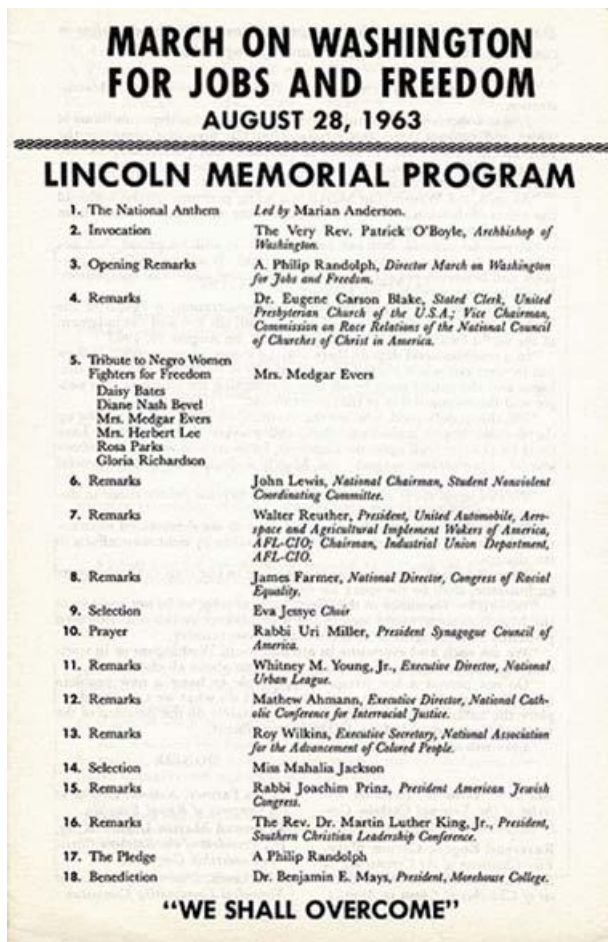 MARCH ON WASHINGTON
FOR JOBS AND FREEDOM
AUGUST 28, 1963
LINCOLN MEMORIAL PROGRAM
1. The National Anthem Led by Marian Anderson.
2. Invocation The Very Rev. Patrick O'Boyle, Archbishop of
Washington.
3. Opening Remarks A. Philip Randolph, Director March on Washington
for Jobs and Freedom.
4. Remarks Dr. Eugene Carson Blake, Stated Clerk, United
Presbyterian Church of the U.S.A.; Vice Chairman,
Commission on Race Relations of the National Council
of Churches of Christ in America.
5. Tribute to Negro Women
Fighters for Freedom Mrs. Medgar Evers
Daisy Bates
Diane Nash Bevel
Mrs. Medgar Evers
Mrs. Herbert Lee
Rosa Parks
Gloria Richardson
6. Remarks John Lewis, National Chairman, Student Nonviolent
Coordinating Committee.
7. Remarks Walter Reuther, President, United Automobile, Aero-
space and Agricultural Implement Wokers of America,
AFL-CIO; Chairman, Industrial Union Department,
AFL-CIO.
8. Remarks James Farmer, National Director, Congress of Racial
Equality.
9. Selection Eva Jessye Choir
10. Prayer Rabbi Uri Miller, President Synagogue Council of
America.
11. Remarks Whitney M. Young, Jr., Executive Director, National
Urban League.
12. Remarks Mathew Ahmann, Executive Director, National Cath-
olic Conference for Interracial Justice.
13. Remarks Roy Wilkins, Executive Secretary, National Association
for the Advancement of Colored People.
14. Selection Miss Mahalia Jackson
15. Remarks Rabbi Joachim Prinz, President American Jewish
Congress.
16. Remarks The Rev. Dr. Martin Luther King, Jr., President,
Southern Christian Leadership Conference.
17. The Pledge A Philip Randolph
18. Benediction Dr. Benjamin E. Mays, President, Morehouse College.
"WE SHALL OVERCOME"